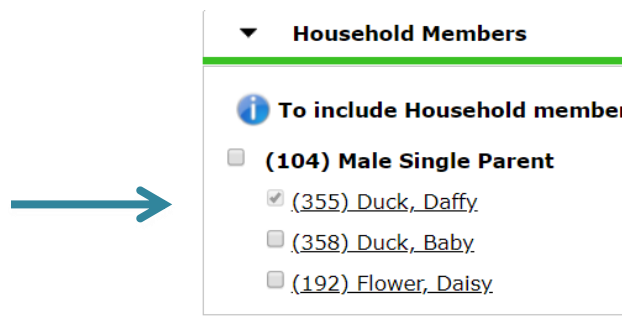 Household Members
To include Household member
(104) Male Single Parent
(355) Duck, Daffy
(358) Duck, Baby
(192) Flower, Daisy